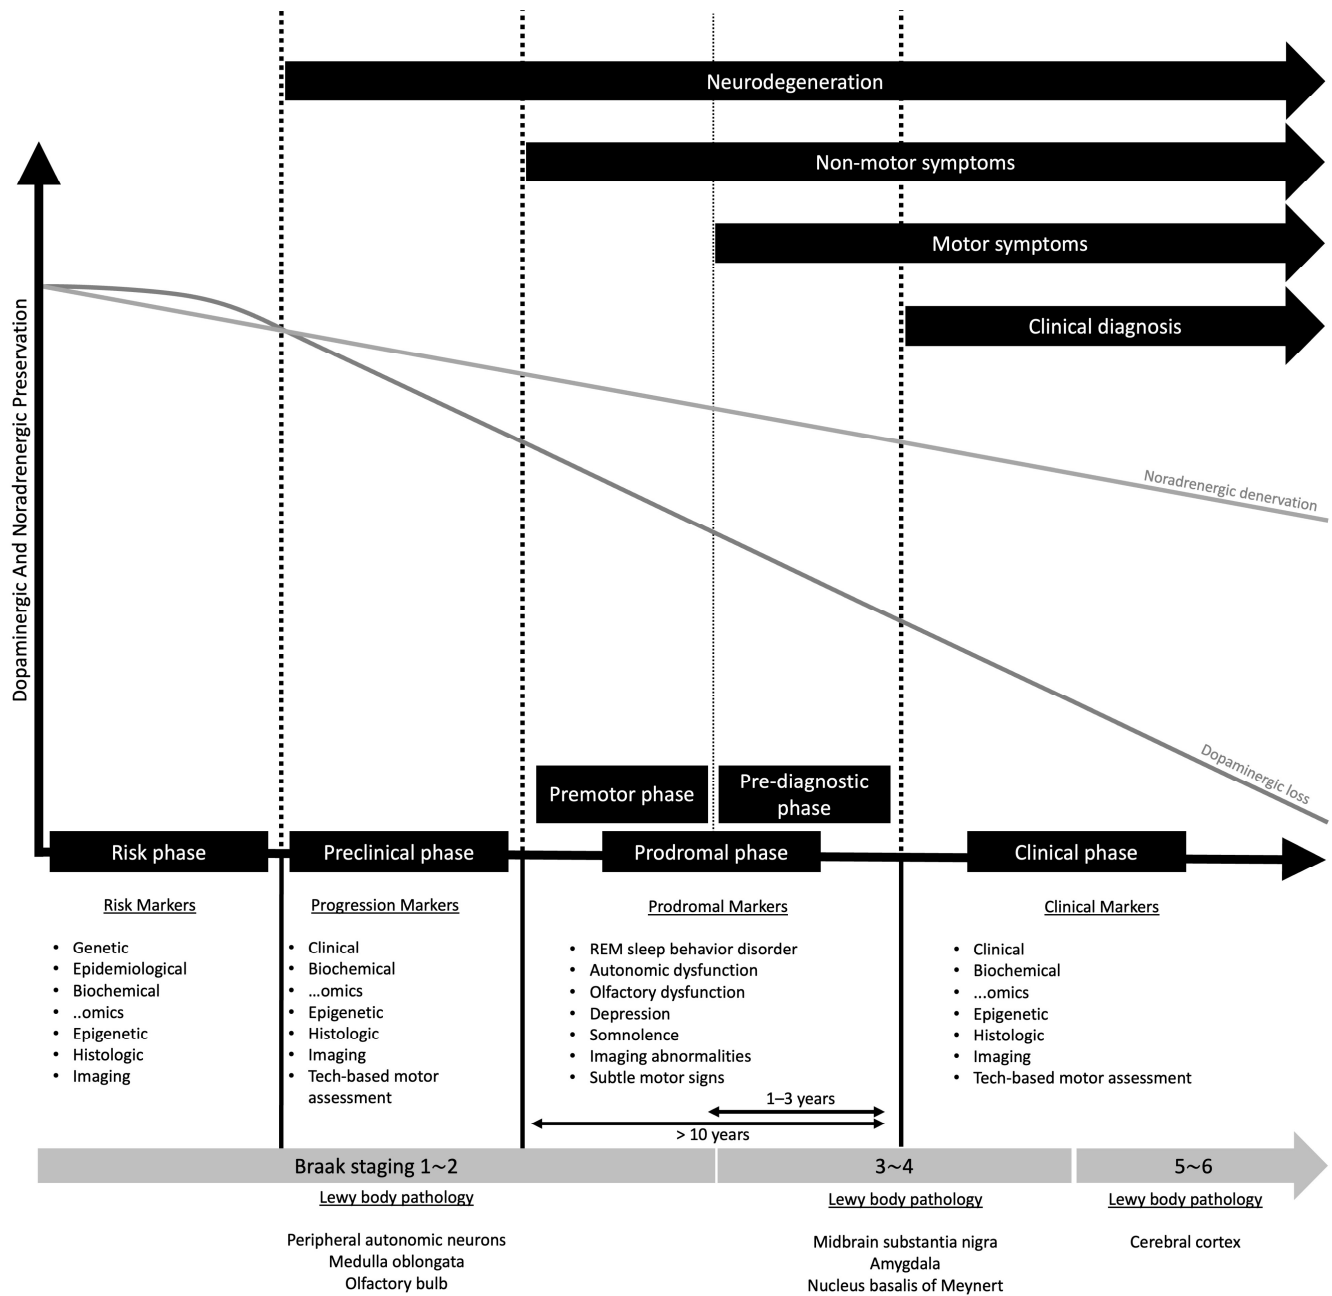 Neurodegeneration
Non-motor symptoms
Motor symptoms
Clinical diagnosis
Dopaminergic And Noradrenergic Preservation
Noradrenergic denervation
Dopaminergic loss
Premotor phase
Pre-diagnostic
phase
Risk phase
Preclinical phase
Prodromal phase
Clinical phase
Risk Markers
• Genetic
• Epidemiological
• Biochemical
• ..omics
• Epigenetic
• Histologic
• Imaging
Progression Markers
• Clinical
• Biochemical
• ...omics
• Epigenetic
• Histologic
• Imaging
• Tech-based motor
assessment
Prodromal Markers
• REM sleep behavior disorder
• Autonomic dysfunction
• Olfactory dysfunction
• Depression
• Somnolence
• Imaging abnormalities
• Subtle motor signs
1–3 years
> 10 years
Clinical Markers
• Clinical
• Biochemical
• ...omics
• Epigenetic
• Histologic
• Imaging
• Tech-based motor assessment
Braak staging 1~2
3~4
5~6
Lewy body pathology
Peripheral autonomic neurons
Medulla oblongata
Olfactory bulb
Lewy body pathology
Midbrain substantia nigra
Amygdala
Nucleus basalis of Meynert
Lewy body pathology
Cerebral cortex